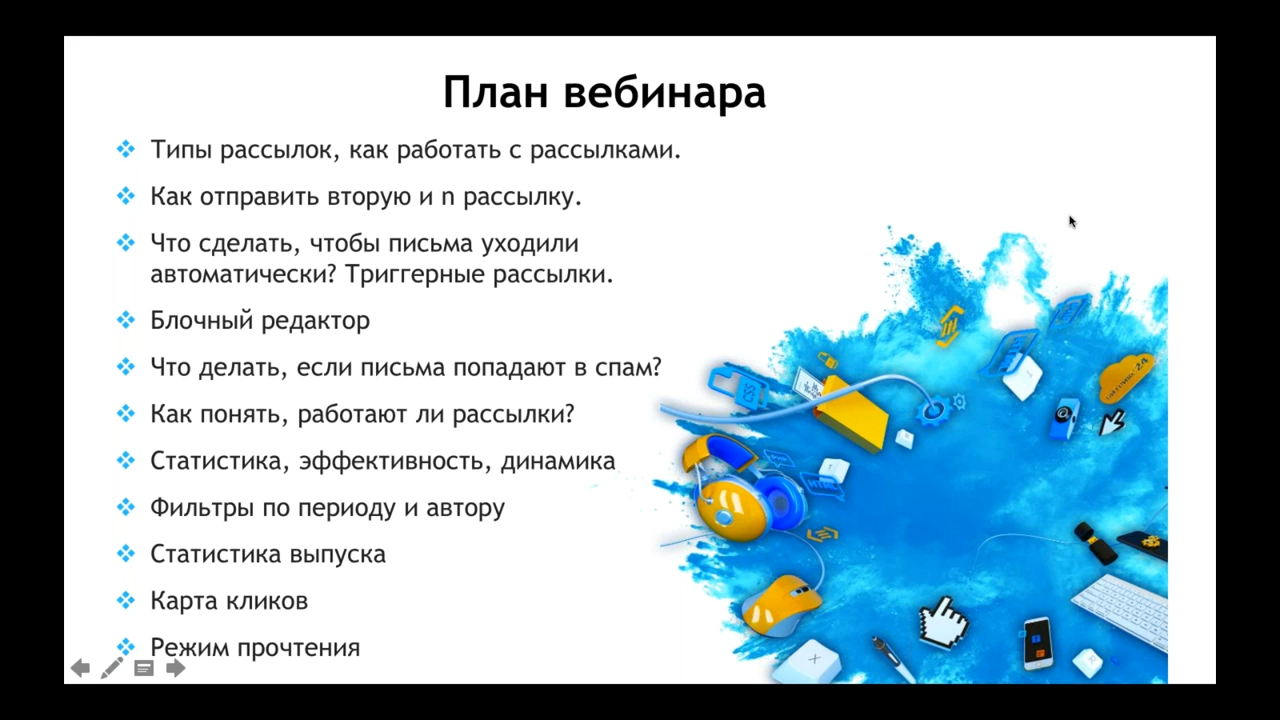 План вебинара
Типы рассылок, как работать с рассылками.
Как отправить вторую и n рассылку.
Что сделать, чтобы письма уходили
автоматически? Триггерные рассылки.
Блочный редактор
Что делать, если письма попадают в спам?
Как понять, работают ли рассылки?
Статистика, эффективность, динамика
Фильтры по периоду и автору
Статистика выпуска
Карта кликов
Режим прочтения
CSS